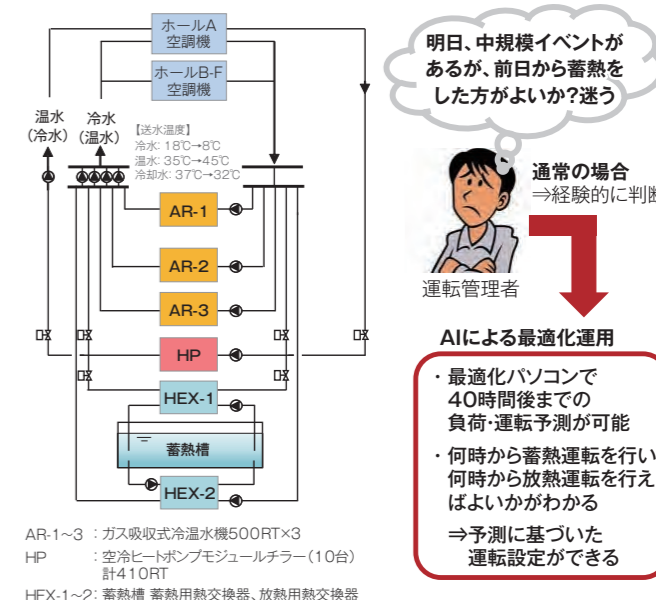 ホールA
空調機
ホールB-F
空調機
温水
(冷水)
冷水
(温水)
【送水温度】
冷水:18℃→8℃
温水:35℃→45℃
冷却水:37℃→32℃
AR-1
AR-2
AR-3
HP
HEX-1
蓄熱槽
HEX-2
AR-1~3 :ガス吸収式冷温水機500RT×3
HP :空冷ヒートポンプモジュールチラー(10台)
計410RT
HEX-1~2:蓄熱槽 蓄熱用熱交換器、放熱用熱交換器
明日、中規模イベントが
あるが、前日から蓄熱を
した方がよいか?迷う
通常の場合
⇒経験的に判断
運転管理者
AIによる最適化運用
・最適化パソコンで
40時間後までの
負荷・運転予測が可能
・何時から蓄熱運転を行い
何時から放熱運転を行え
ばよいかがわかる
⇒予測に基づいた
運転設定ができる